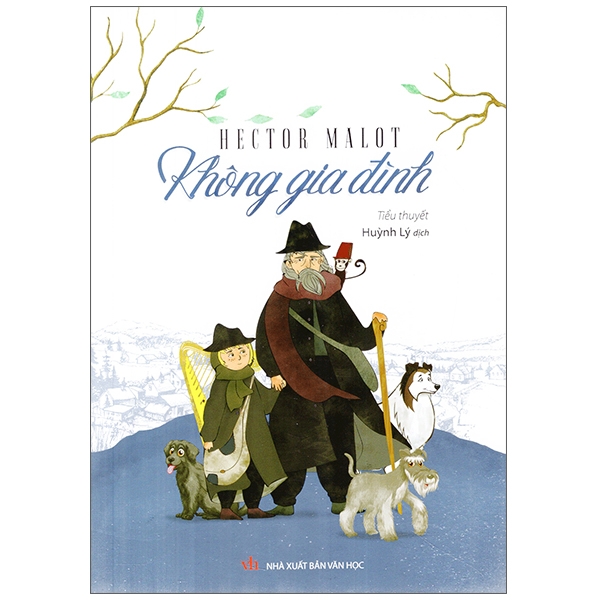 HECTOR MALOT
Không gia đình
Tiểu thuyết
Huỳnh Lý dịch
vh NHÀ XUẤT BẢN VĂN HỌC